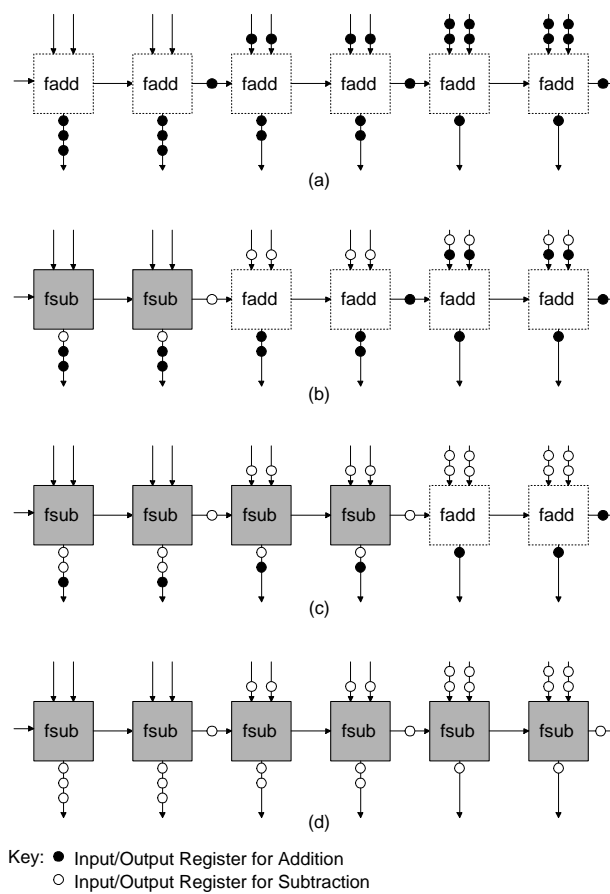 fadd fadd fadd fadd fadd fadd
(a)
fsub fsub fadd fadd fadd fadd
(b)
fsub fsub fsub fsub fadd fadd
(c)
fsub fsub fsub fsub fsub fsub
(d)
Key: ● Input/Output Register for Addition
○ Input/Output Register for Subtraction